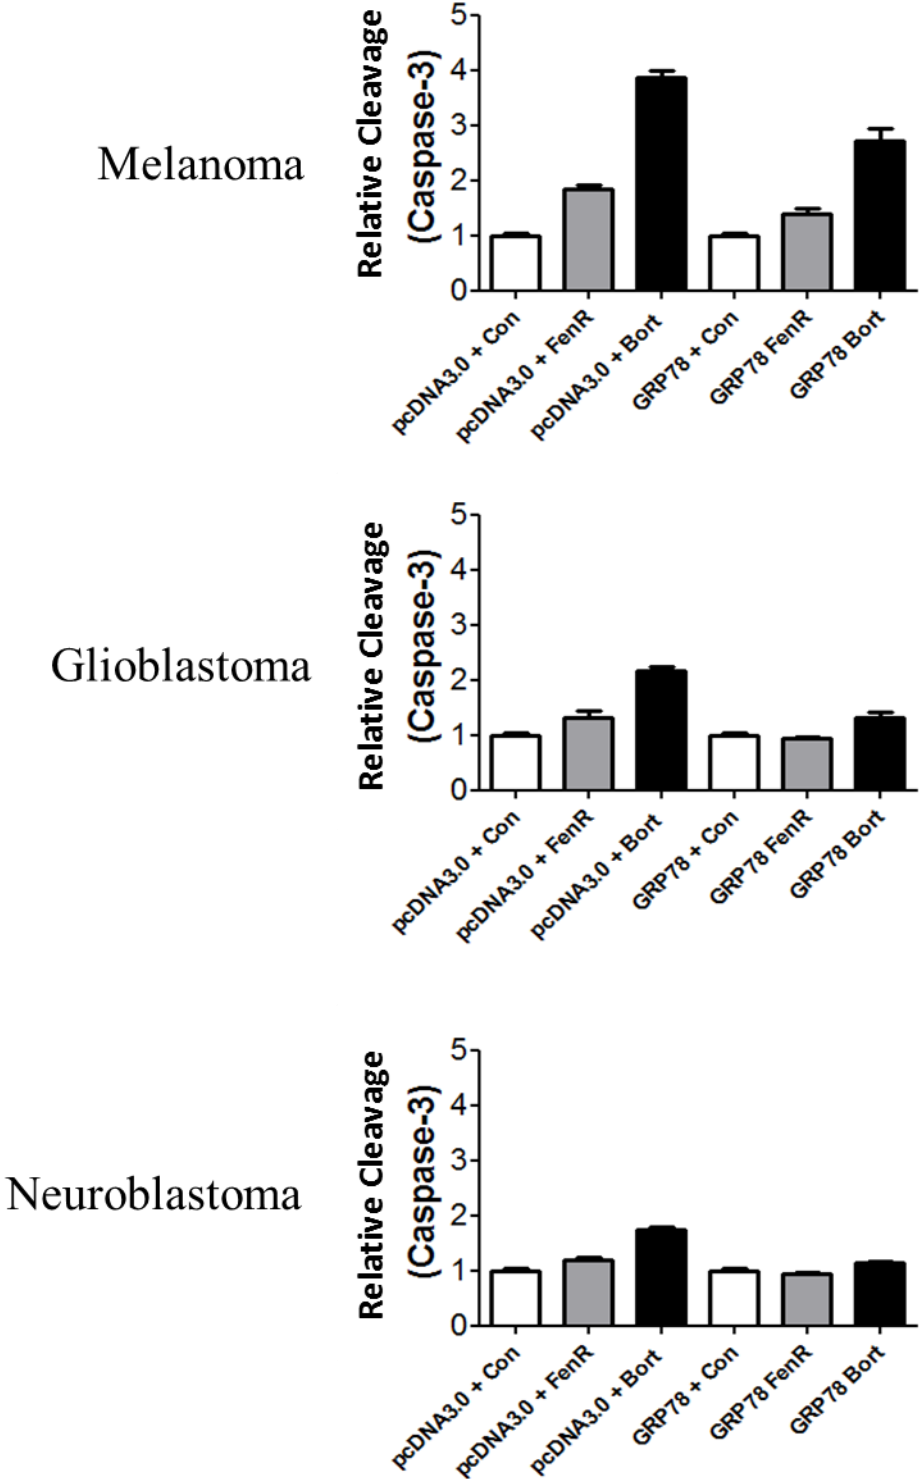 Melanoma
Relative Cleavage
(Caspase-3)
5
4
3
2
1
0
pcDNA3.0 + Con
pcDNA3.0 + FenR
pcDNA3.0 + Bort
GRP78 + Con
GRP78 FenR
GRP78 Bort
Glioblastoma
Relative Cleavage
(Caspase-3)
5
4
3
2
1
0
pcDNA3.0 + Con
pcDNA3.0 + FenR
pcDNA3.0 + Bort
GRP78 + Con
GRP78 FenR
GRP78 Bort
Neuroblastoma
Relative Cleavage
(Caspase-3)
5
4
3
2
1
0
pcDNA3.0 + Con
pcDNA3.0 + FenR
pcDNA3.0 + Bort
GRP78 + Con
GRP78 FenR
GRP78 Bort